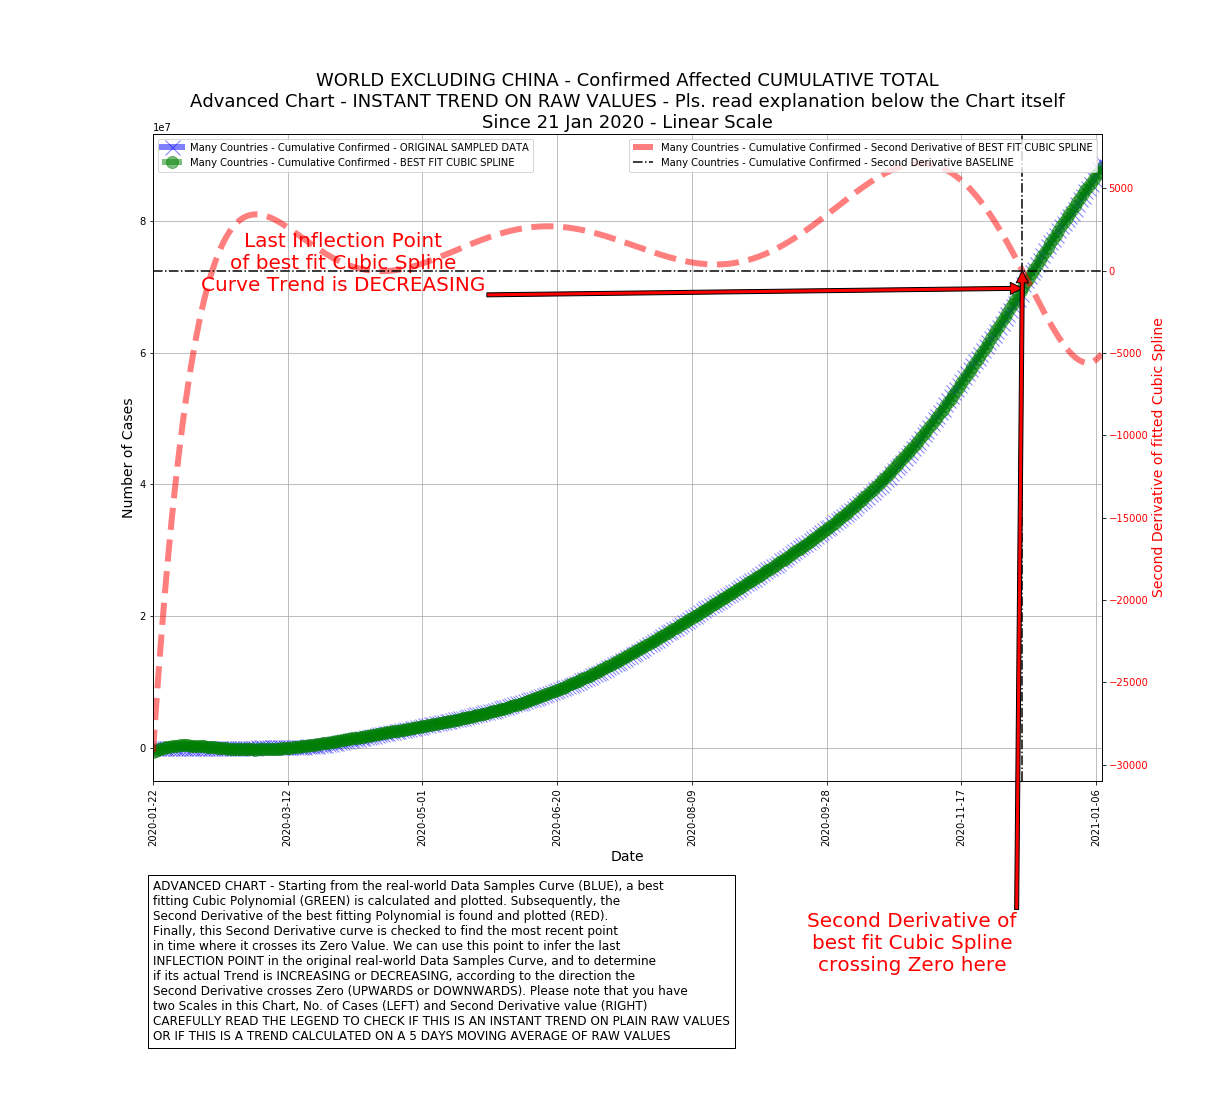 WORLD EXCLUDING CHINA - Confirmed Affected CUMULATIVE TOTAL
Advanced Chart - INSTANT TREND ON RAW VALUES - Pls. read explanation below the Chart itself
Since 21 Jan 2020 - Linear Scale
1e7
Many Countries - Cumulative Confirmed - ORIGINAL SAMPLED DATA
Many Countries - Cumulative Confirmed - BEST FIT CUBIC SPLINE
Many Countries - Cumulative Confirmed - Second Derivative of BEST FIT CUBIC SPLINE
Many Countries - Cumulative Confirmed - Second Derivative BASELINE
Last Inflection Point
of best fit Cubic Spline
Curve Trend is DECREASING
8
6
4
2
0
Number of Cases
5000
0
−5000
−10000
−15000
−20000
−25000
−30000
Second Derivative of fitted Cubic Spline
2020-01-22
2020-03-12
2020-05-01
2020-06-20
2020-08-09
2020-09-28
2020-11-17
2021-01-06
Date
ADVANCED CHART - Starting from the real-world Data Samples Curve (BLUE), a best
fitting Cubic Polynomial (GREEN) is calculated and plotted. Subsequently, the
Second Derivative of the best fitting Polynomial is found and plotted (RED).
Finally, this Second Derivative curve is checked to find the most recent point
in time where it crosses its Zero Value. We can use this point to infer the last
INFLECTION POINT in the original real-world Data Samples Curve, and to determine
if its actual Trend is INCREASING or DECREASING, according to the direction the
Second Derivative crosses Zero (UPWARDS or DOWNWARDS). Please note that you have
two Scales in this Chart, No. of Cases (LEFT) and Second Derivative value (RIGHT)
CAREFULLY READ THE LEGEND TO CHECK IF THIS IS AN INSTANT TREND ON PLAIN RAW VALUES
OR IF THIS IS A TREND CALCULATED ON A 5 DAYS MOVING AVERAGE OF RAW VALUES
Second Derivative of
best fit Cubic Spline
crossing Zero here